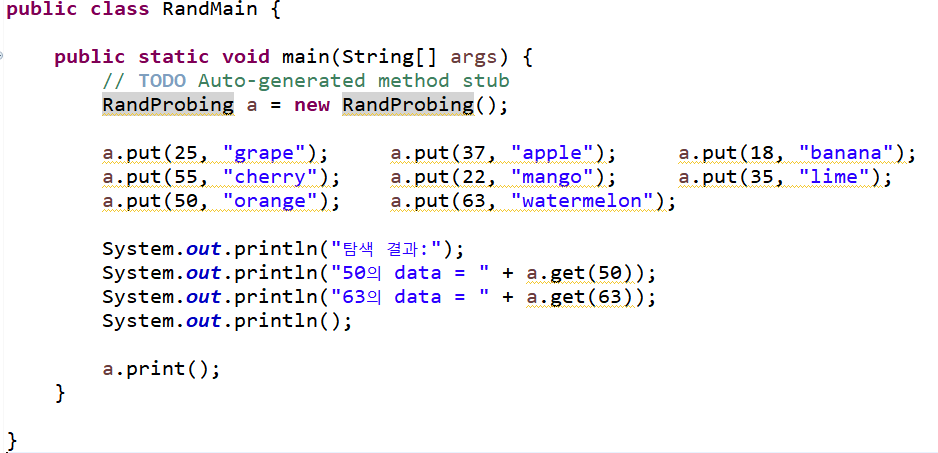 public class RandMain {
public static void main(String[] args) {
// TODO Auto-generated method stub
RandProbing a = new RandProbing();
a.put(25, "grape"); a.put(37, "apple"); a.put(18, "banana");
a.put(55, "cherry"); a.put(22, "mango"); a.put(35, "lime");
a.put(50, "orange"); a.put(63, "watermelon");
System.out.println("탐색 결과:");
System.out.println("50의 data = " + a.get(50));
System.out.println("63의 data = " + a.get(63));
System.out.println();
a.print();
}
}